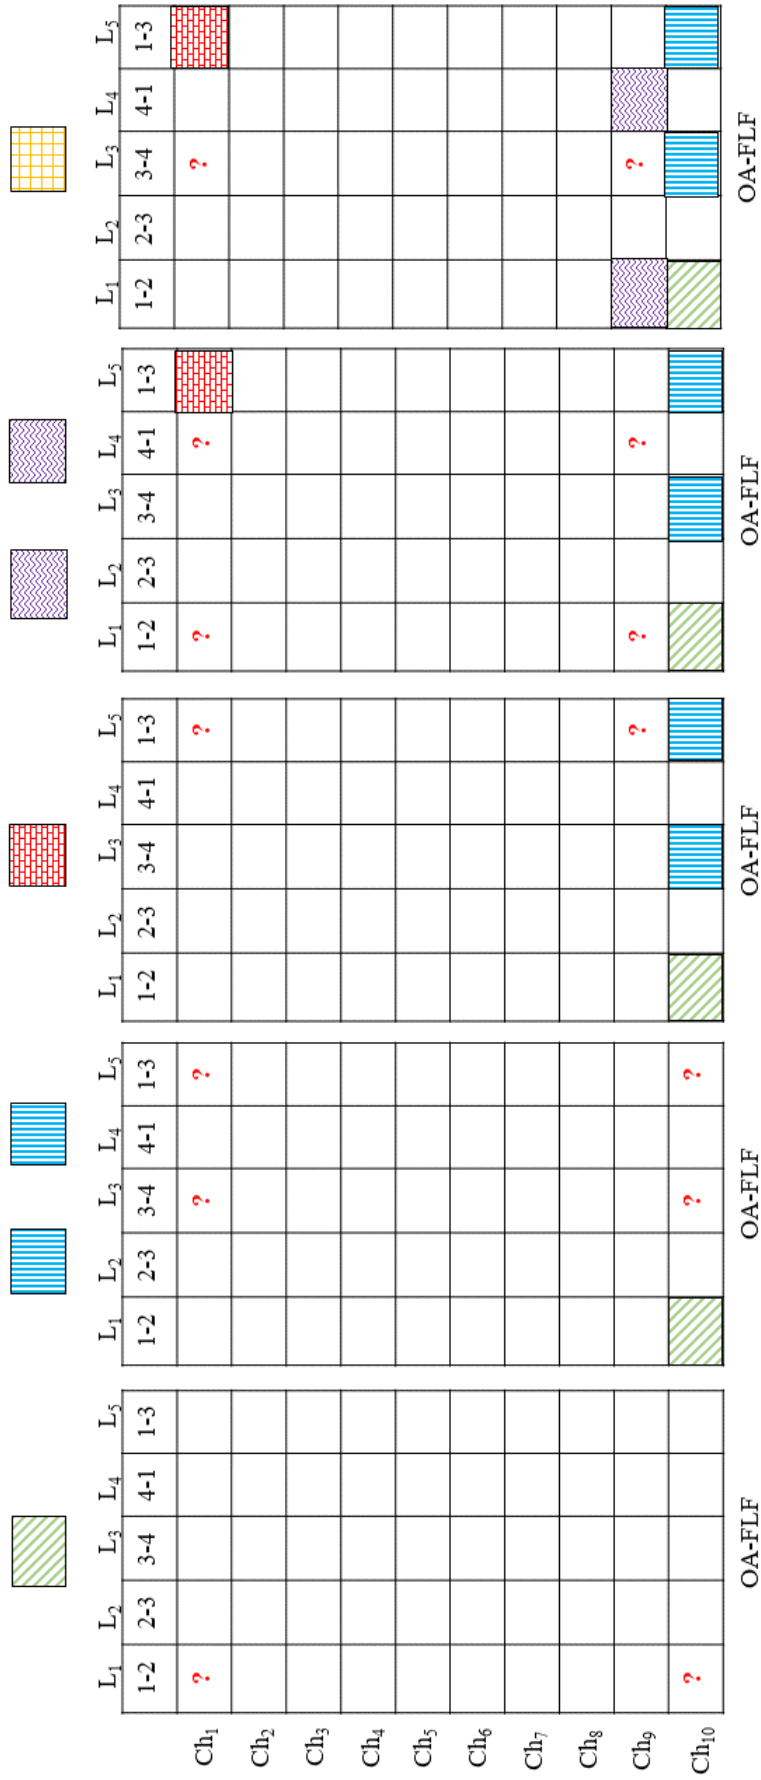 L₁ L₂ L₃ L₄ L₅ L₁ L₂ L₃ L₄ L₅ L₁ L₂ L₃ L₄ L₅ L₁ L₂ L₃ L₄ L₅ L₁ L₂ L₃ L₄ L₅
1-2 2-3 3-4 4-1 1-3 1-2 2-3 3-4 4-1 1-3 1-2 2-3 3-4 4-1 1-3 1-2 2-3 3-4 4-1 1-3 1-2 2-3 3-4 4-1 1-3
Ch₁ ? ? ? ? ? ? ?
Ch₂
Ch₃
Ch₄
Ch₅
Ch₆
Ch₇
Ch₈
Ch₉ ? ? ? ?
Ch₁₀ ? ? ?
OA-FLF OA-FLF OA-FLF OA-FLF OA-FLF